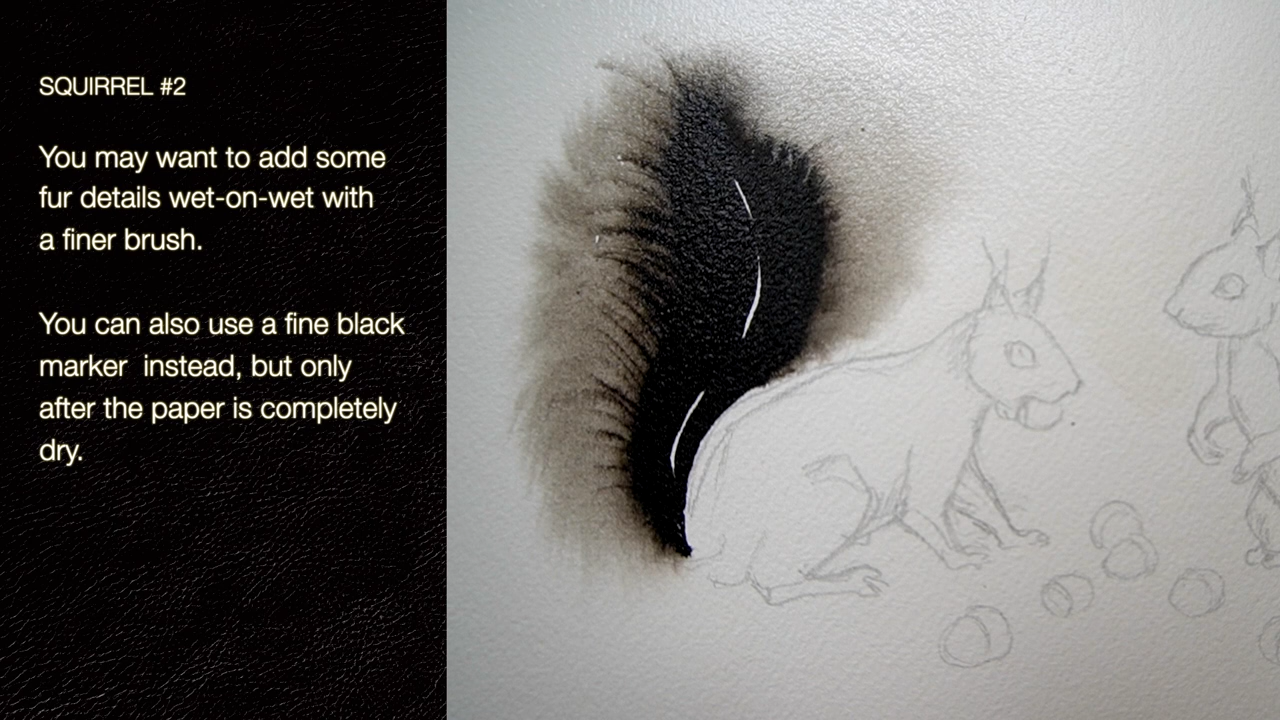 SQUIRREL #2
You may want to add some
fur details wet-on-wet with
a finer brush.
You can also use a fine black
marker  instead, but only
after the paper is completely
dry.